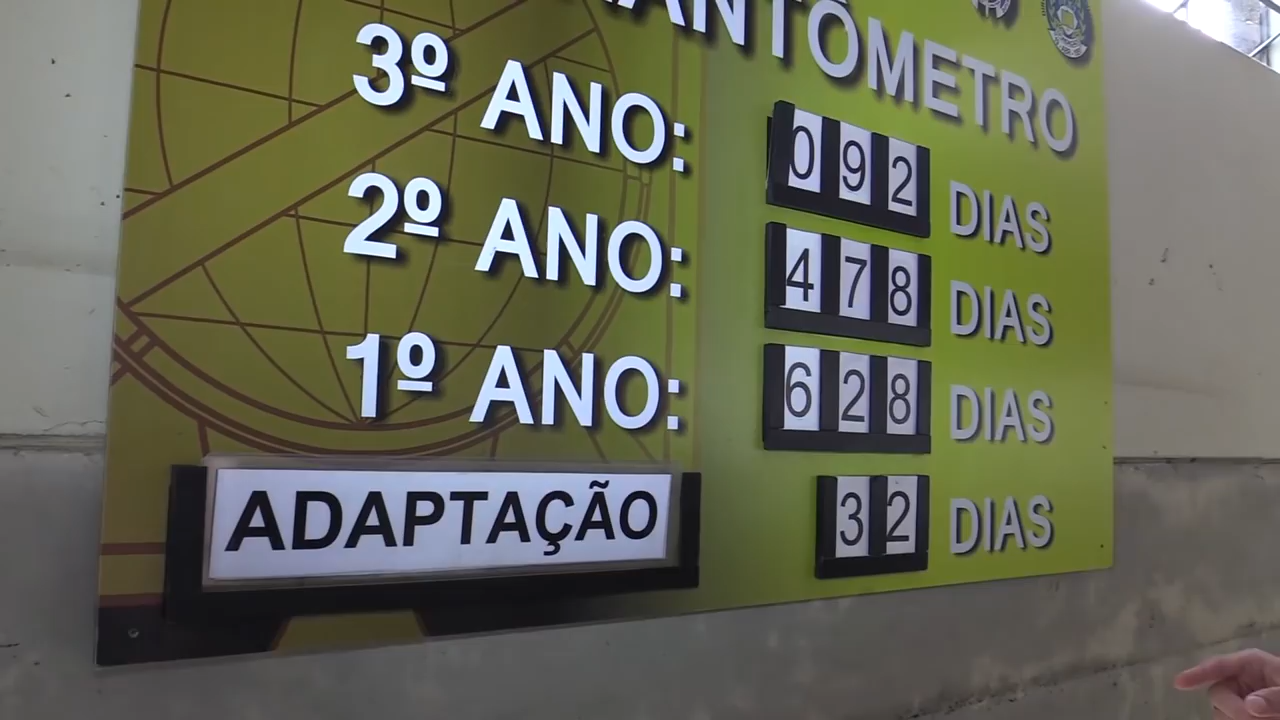 ANTÔMETRO
3º ANO: 092 DIAS
2º ANO: 478 DIAS
1º ANO: 628 DIAS
ADAPTAÇÃO 32 DIAS